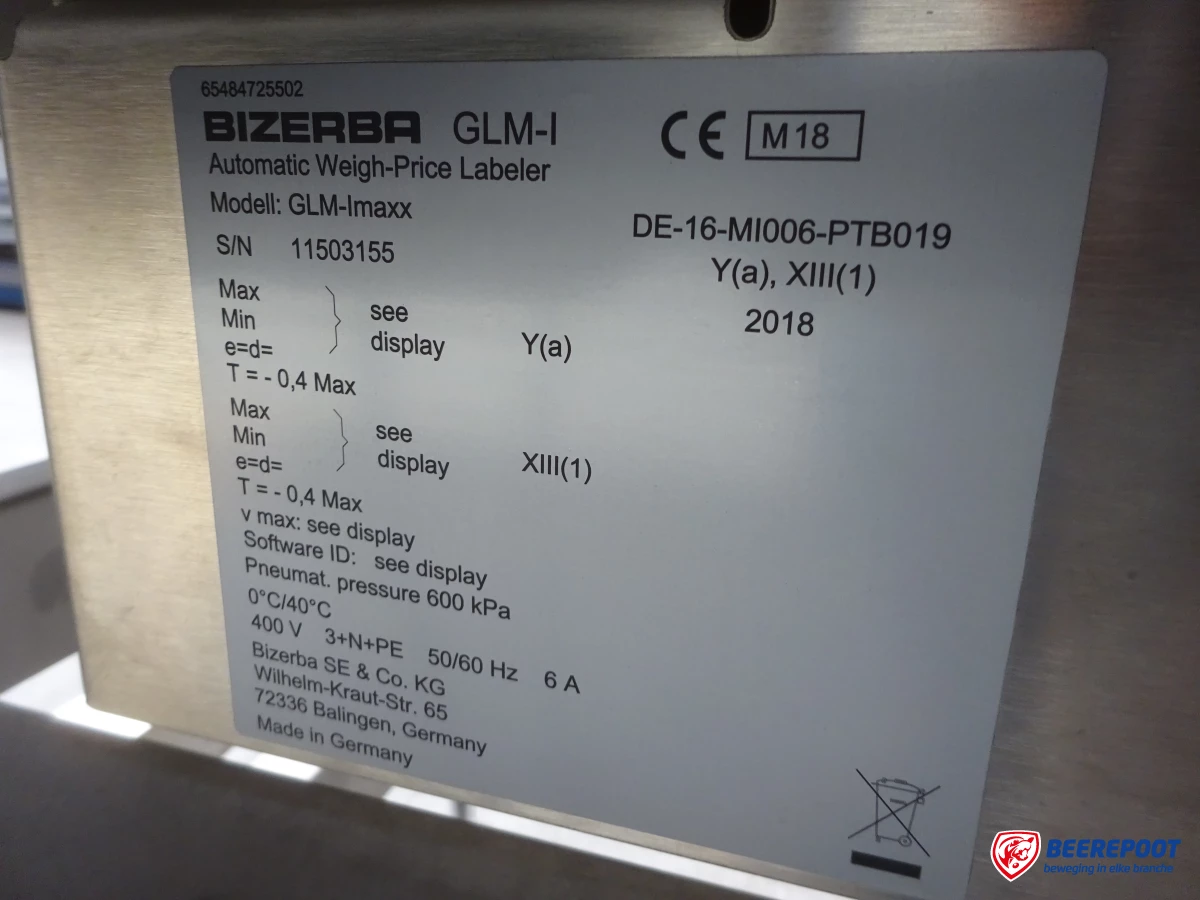 65484725502
BIZERBA GLM-I
CE M18
Automatic Weigh-Price Labeler
Modell: GLM-Imaxx
S/N 11503155
DE-16-MI006-PTB019
Y(a), XIII(1)
2018
Max
Min
e=d=
see
display
Y(a)
T = - 0,4 Max
Max
Min
e=d=
see
display
XIII(1)
T = - 0,4 Max
v max: see display
Software ID: see display
Pneumat. pressure 600 kPa
0°C/40°C
400 V 3+N+PE 50/60 Hz 6 A
Bizerba SE & Co. KG
Wilhelm-Kraut-Str. 65
72336 Balingen, Germany
Made in Germany
BEEREPOOT
beweging in elke branche